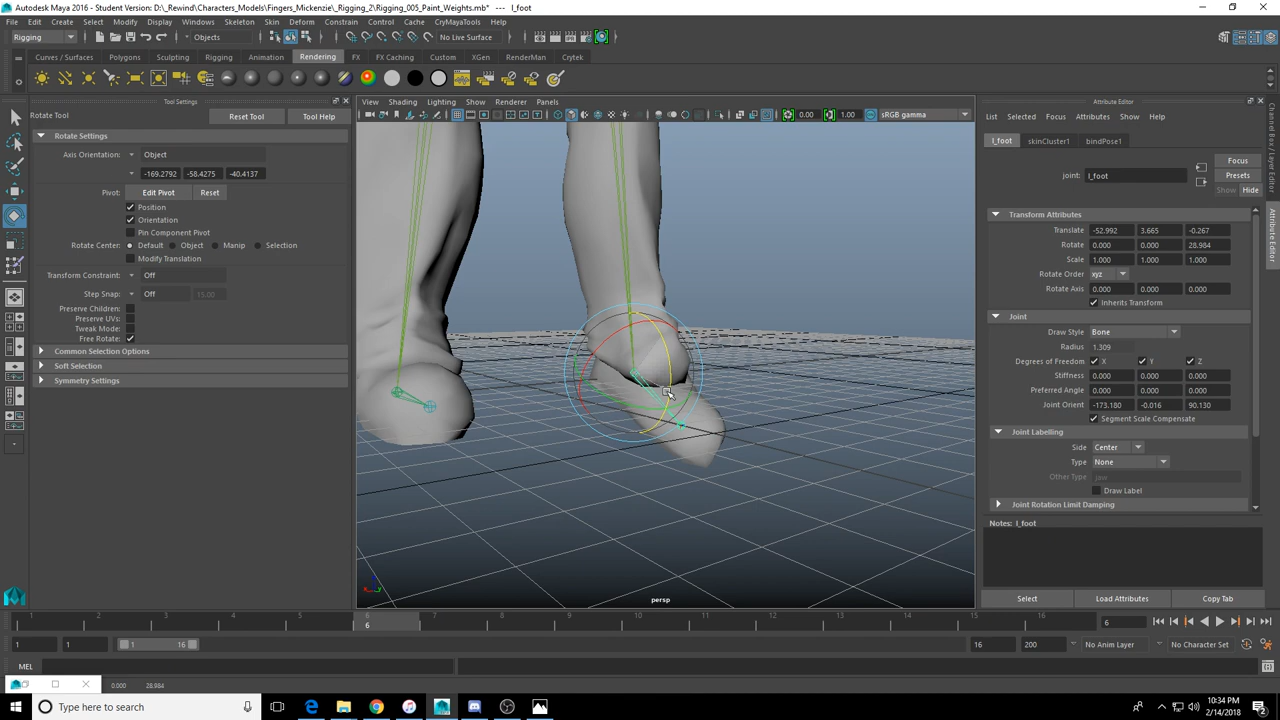 Autodesk Maya 2016 - Student Version: D:\_Rewind\Characters_Models\Fingers_Mickenzie\_Rigging_2\Rigging_005_Paint_Weights.mb* --- l_foot
File Edit Create Select Modify Display Windows Skeleton Skin Deform Constrain Control Cache CryMayaTools Help
Rigging Objects No Live Surface
Curves / Surfaces Polygons Sculpting Rigging Animation Rendering FX FX Caching Custom XGen RenderMan Crytek
Tool Settings
Rotate Tool Reset Tool Tool Help
Rotate Settings
Axis Orientation: Object
-169.2792 -58.4275 -40.4137
Pivot: Edit Pivot Reset
Position
Orientation
Pin Component Pivot
Rotate Center: Default Object Manip Selection
Modify Translation
Transform Constraint: Off
Step Snap: Off 15.00
Preserve Children:
Preserve UVs:
Tweak Mode:
Free Rotate:
Common Selection Options
Soft Selection
Symmetry Settings
View Shading Lighting Show Renderer Panels
0.00 1.00 sRGB gamma
persp
Attribute Editor
List Selected Focus Attributes Show Help
l_foot skinCluster1 bindPose1
Focus
joint: l_foot Presets
Show Hide
Transform Attributes
Translate -52.992 3.665 -0.267
Rotate 0.000 0.000 28.984
Scale 1.000 1.000 1.000
Rotate Order xyz
Rotate Axis 0.000 0.000 0.000
Inherits Transform
Joint
Draw Style Bone
Radius 1.309
Degrees of Freedom X Y Z
Stiffness 0.000 0.000 0.000
Preferred Angle 0.000 0.000 0.000
Joint Orient -173.180 -0.016 90.130
Segment Scale Compensate
Joint Labelling
Side Center
Type None
Other Type Jaw
Draw Label
Joint Rotation Limit Damping
Notes: l_foot
Select Load Attributes Copy Tab
Channel Box / Layer Editor
Attribute Editor
1 2 3 4 5 6 7 8 9 10 11 12 13 14 15 16
6 6
1 1 1 16 16 200 No Anim Layer No Character Set
MEL
0.000 28.984
Type here to search
10:34 PM
2/14/2018
2